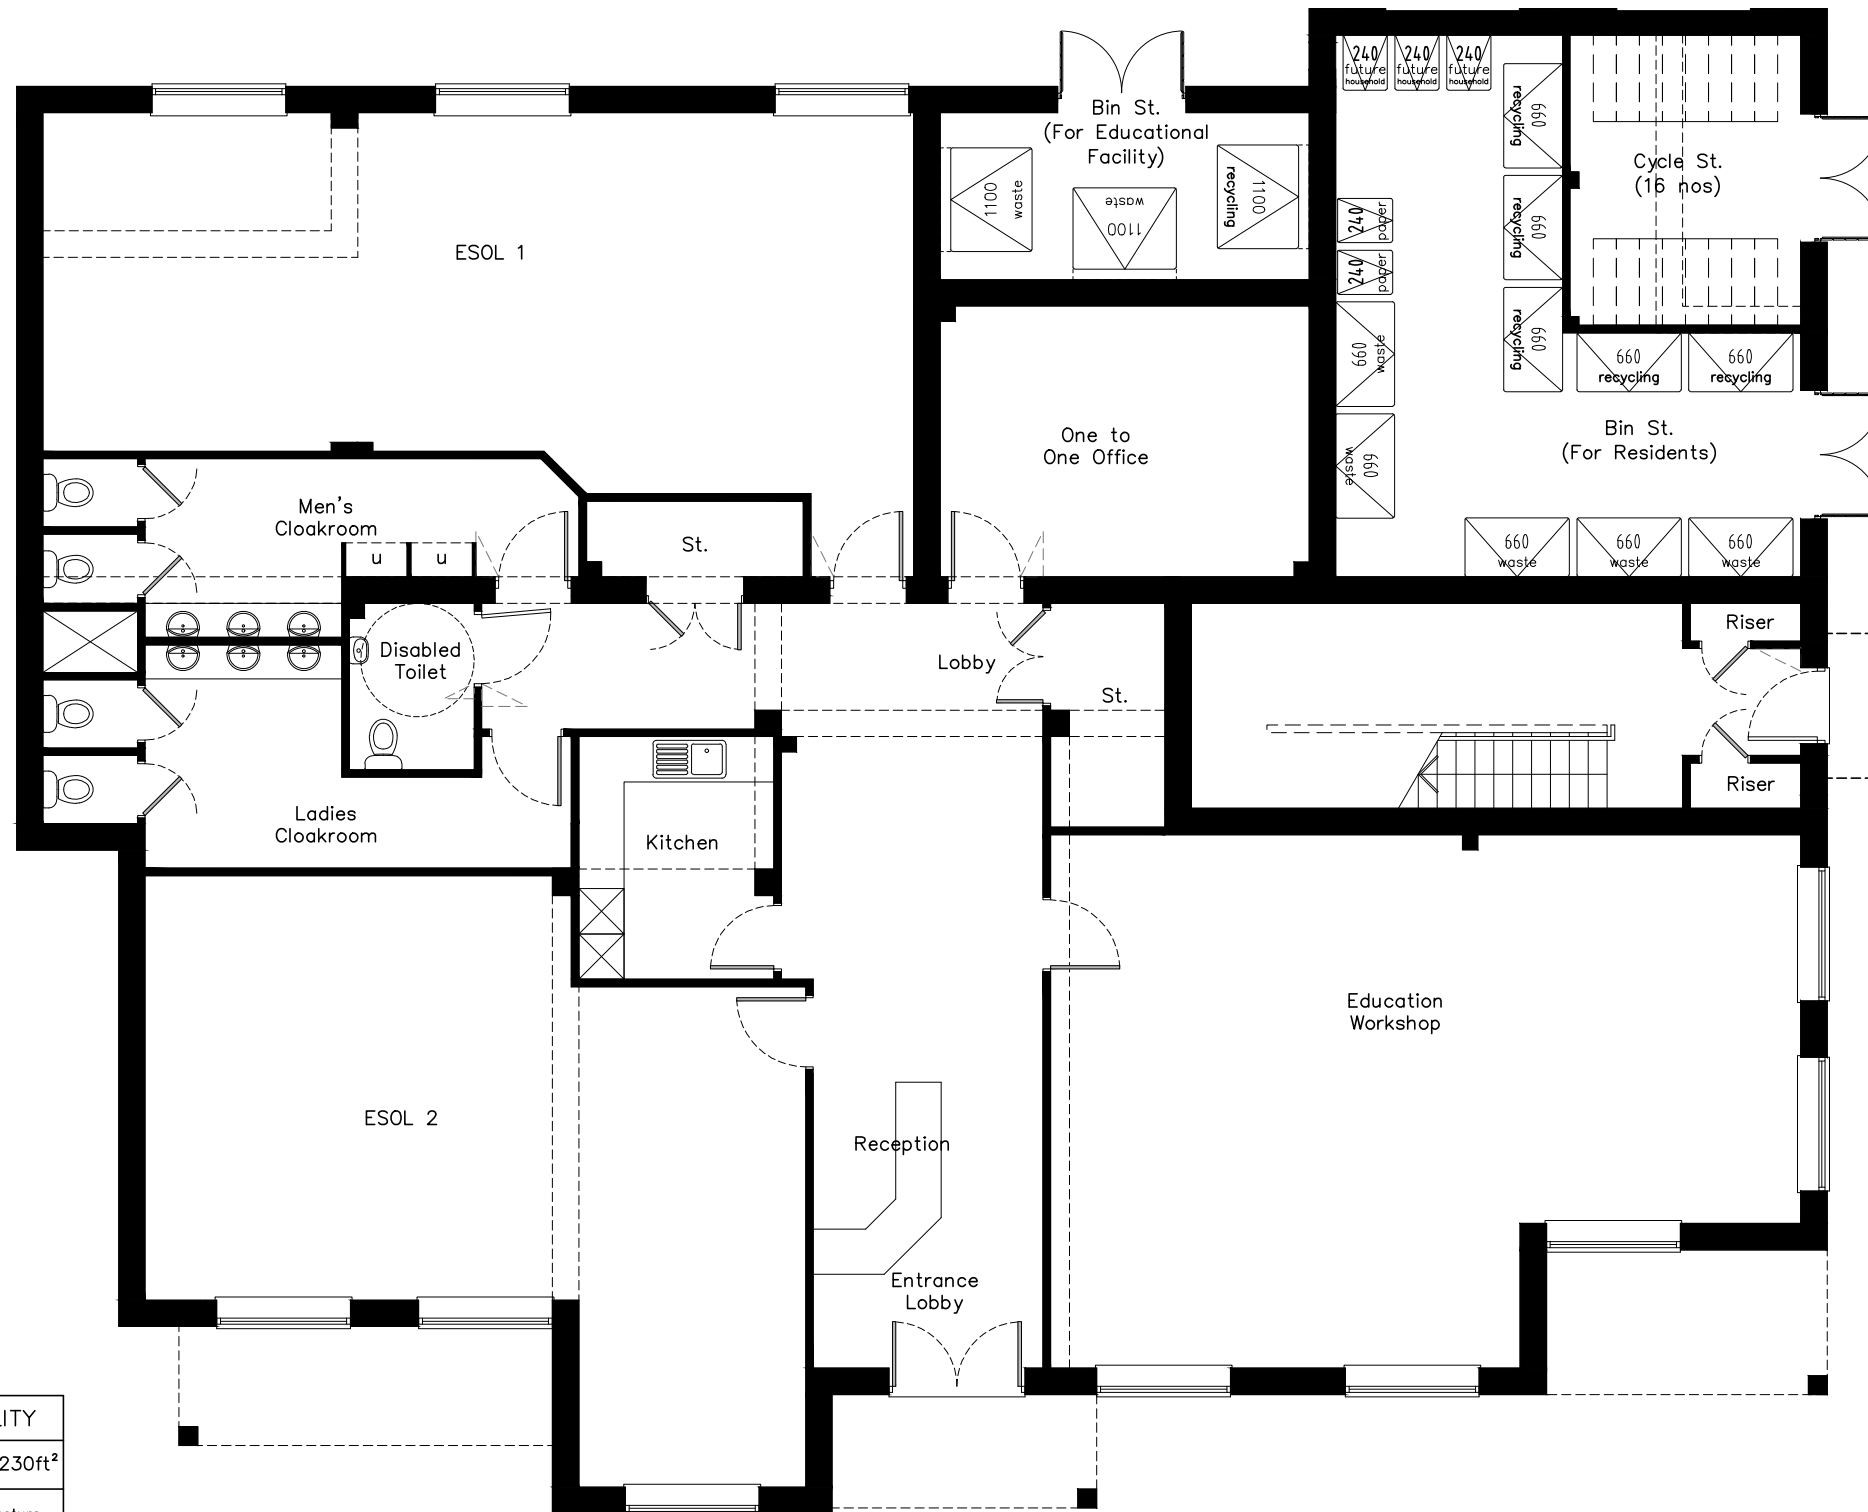 240
future
household
240
future
household
240
future
household
Bin St.
(For Educational
Facility)
1100
waste
1100
waste
1100
recycling
660
recycling
660
recycling
660
recycling
Cycle St.
(16 nos)
240
paper
240
paper
660
waste
660
waste
660
recycling
660
recycling
Bin St.
(For Residents)
660
waste
660
waste
660
waste
ESOL 1
One to
One Office
Men's
Cloakroom
u
u
St.
Disabled
Toilet
Lobby
St.
Riser
Riser
Ladies
Cloakroom
Kitchen
Education
Workshop
ESOL 2
Reception
Entrance
Lobby
230ft²